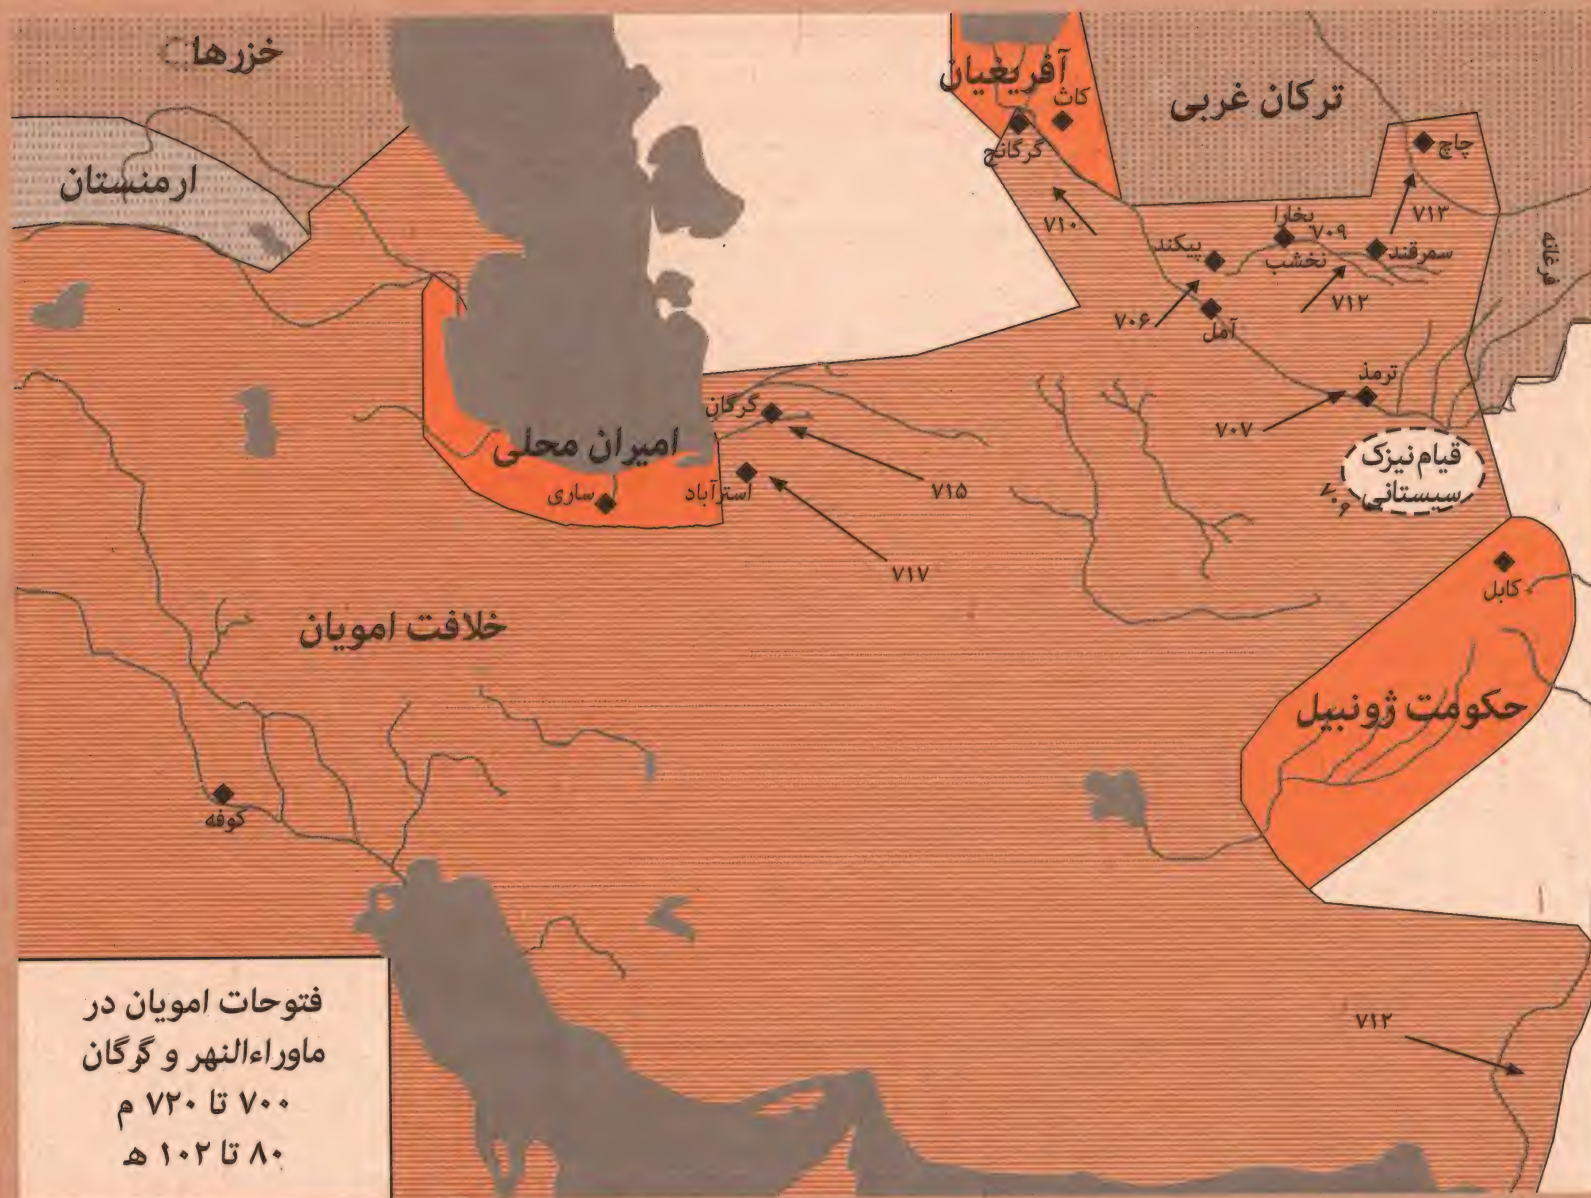 خزرها
آفریغیان
کاث
گرگانج
ترکان غربی
چاچ
ارمنستان
۷۱۰
۷۱۳
بخارا
۷۰۹
پیکند
نخشب
سمرقند
فرغانه
۷۱۲
۷۰۶
آمل
ترمذ
گرگان
۷۰۷
امیران محلی
قیام نیزک
سیستانی
۷۰۶
ساری
استرآباد
۷۱۵
۷۱۷
کابل
خلافت امویان
حکومت ژونبیل
کوفه
۷۱۲
فتوحات امویان در
ماوراءالنهر و گرگان
۷۰۰ تا ۷۲۰ م
۸۰ تا ۱۰۲ ه